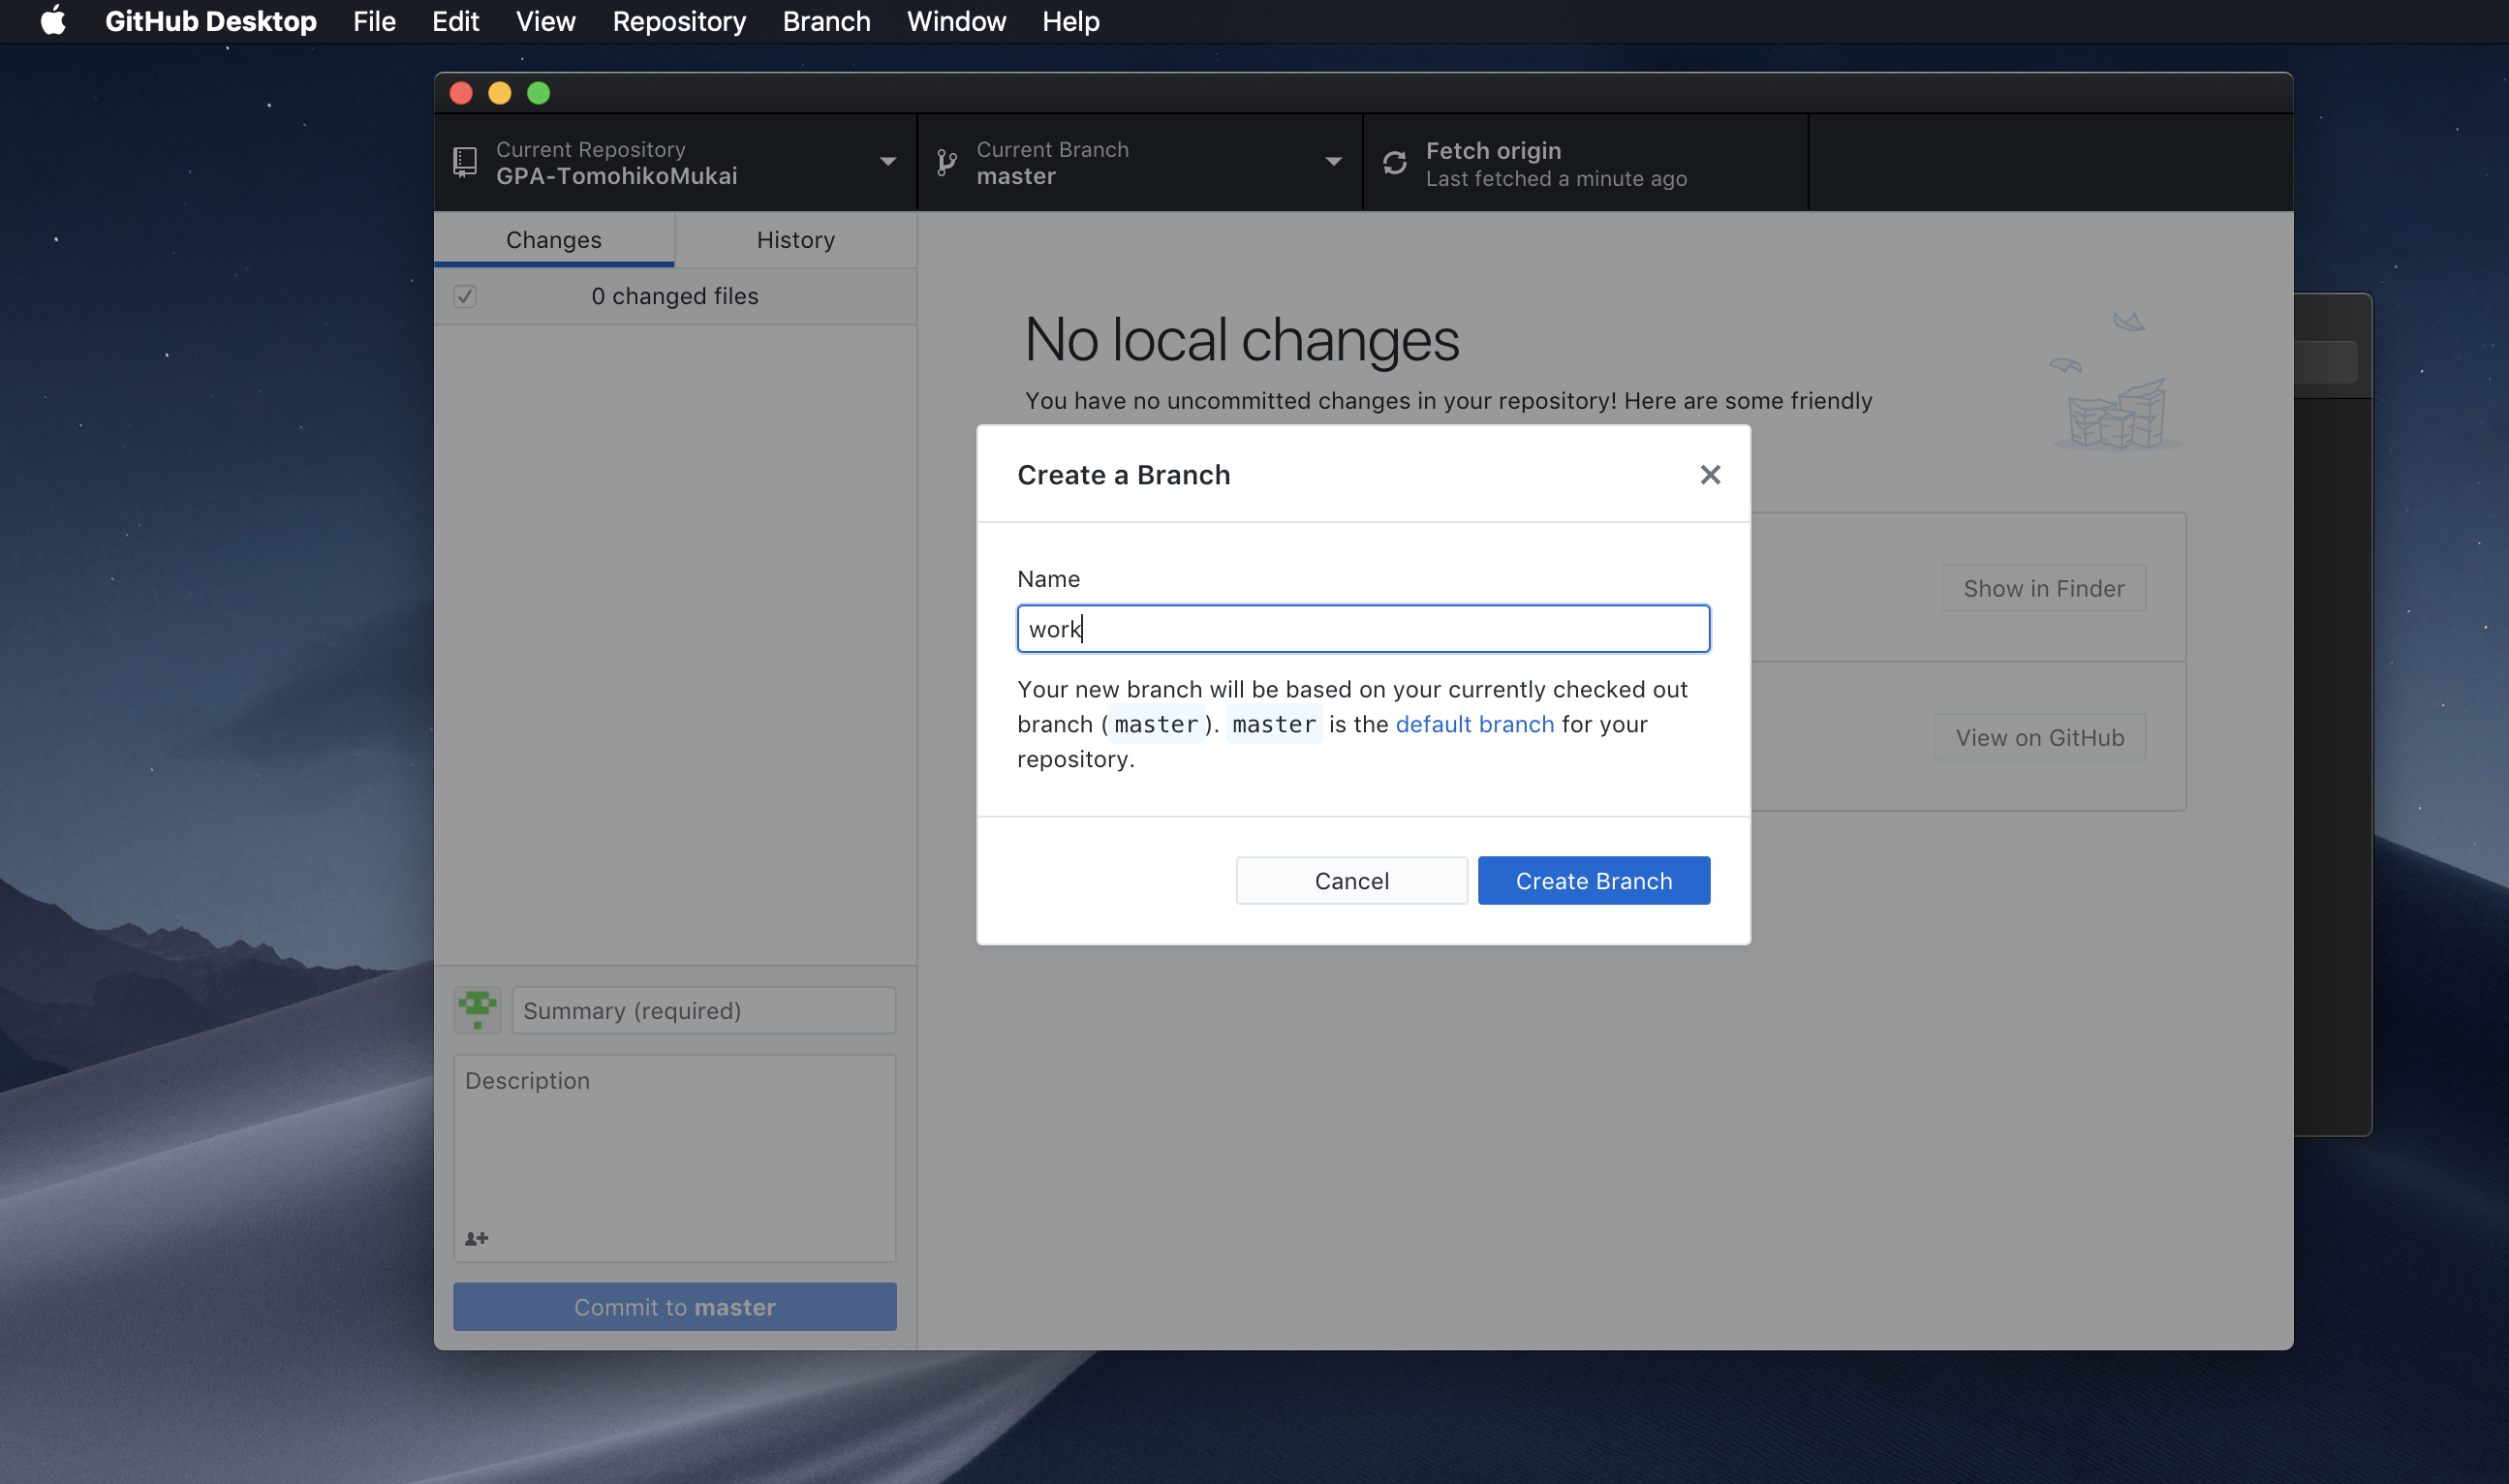 GitHub Desktop File Edit View Repository Branch Window Help
Current Repository
GPA-TomohikoMukai
Current Branch
master
Fetch origin
Last fetched a minute ago
Changes
History
0 changed files
No local changes
You have no uncommitted changes in your repository! Here are some friendly
Create a Branch
Name
work
Your new branch will be based on your currently checked out
branch (master). master is the default branch for your
repository.
Cancel
Create Branch
Show in Finder
View on GitHub
Summary (required)
Description
Commit to master